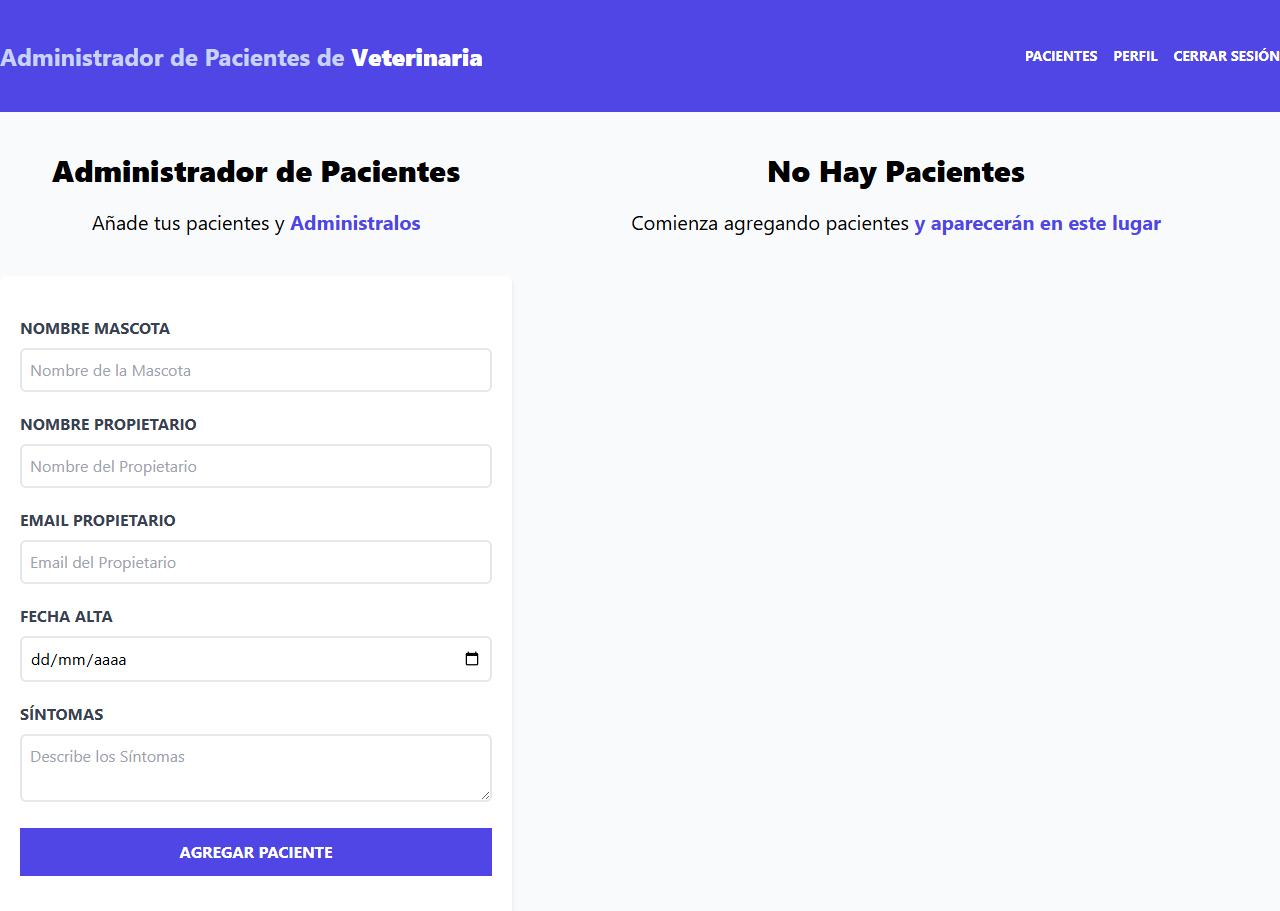 Administrador de Pacientes de Veterinaria
PACIENTES PERFIL CERRAR SESIÓN
Administrador de Pacientes
Añade tus pacientes y Administralos
NOMBRE MASCOTA
Nombre de la Mascota
NOMBRE PROPIETARIO
Nombre del Propietario
EMAIL PROPIETARIO
Email del Propietario
FECHA ALTA
dd/mm/aaaa
SÍNTOMAS
Describe los Síntomas
AGREGAR PACIENTE
No Hay Pacientes
Comienza agregando pacientes y aparecerán en este lugar